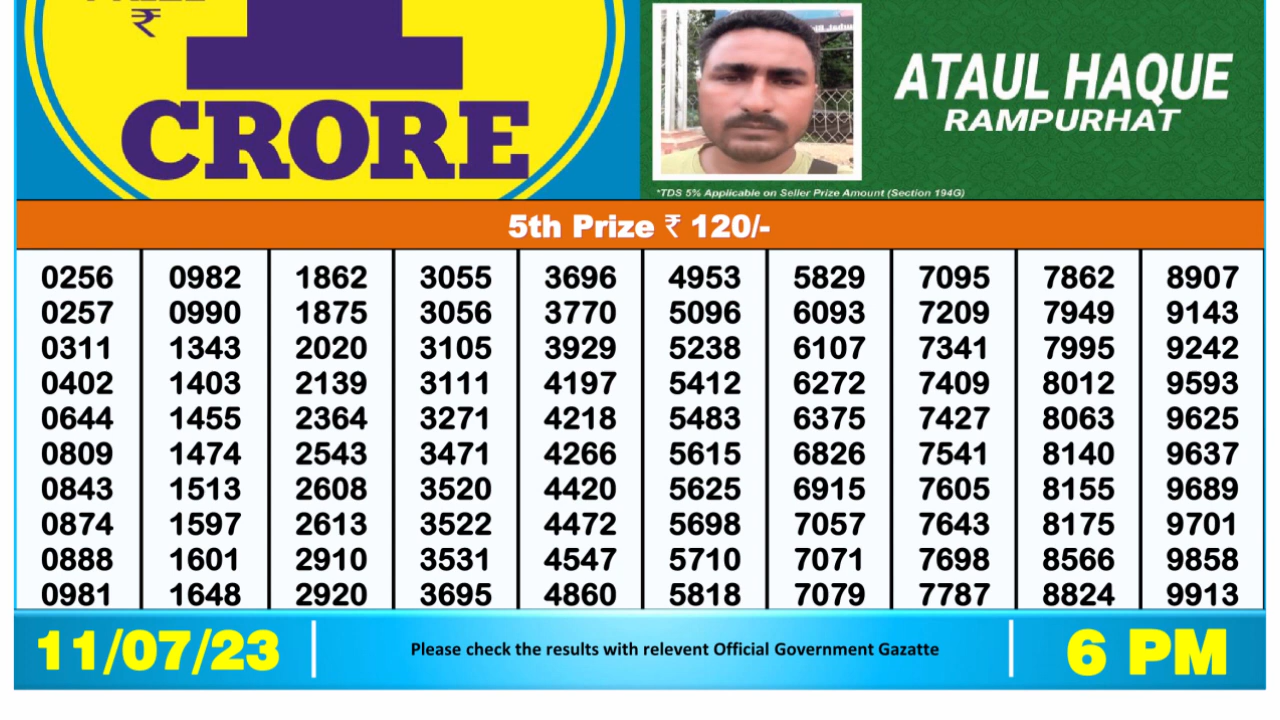 ₹
CRORE
ATAUL HAQUE
RAMPURHAT
*TDS 5% Applicable on Seller Prize Amount (Section 194G)
5th Prize ₹ 120/-
0256 0982 1862 3055 3696 4953 5829 7095 7862 8907
0257 0990 1875 3056 3770 5096 6093 7209 7949 9143
0311 1343 2020 3105 3929 5238 6107 7341 7995 9242
0402 1403 2139 3111 4197 5412 6272 7409 8012 9593
0644 1455 2364 3271 4218 5483 6375 7427 8063 9625
0809 1474 2543 3471 4266 5615 6826 7541 8140 9637
0843 1513 2608 3520 4420 5625 6915 7605 8155 9689
0874 1597 2613 3522 4472 5698 7057 7643 8175 9701
0888 1601 2910 3531 4547 5710 7071 7698 8566 9858
0981 1648 2920 3695 4860 5818 7079 7787 8824 9913
11/07/23 Please check the results with relevent Official Government Gazatte 6 PM